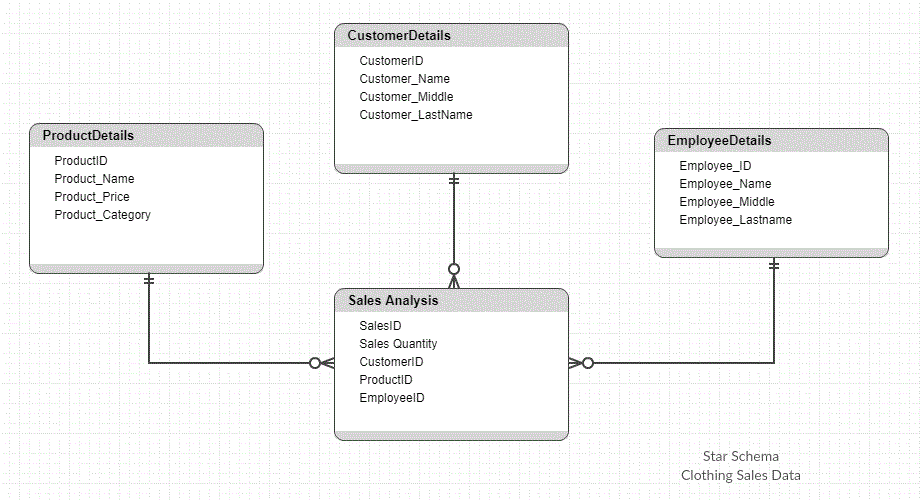 CustomerDetails
CustomerID
Customer_Name
Customer_Middle
Customer_LastName
ProductDetails
ProductID
Product_Name
Product_Price
Product_Category
EmployeeDetails
Employee_ID
Employee_Name
Employee_Middle
Employee_Lastname
Sales Analysis
SalesID
Sales Quantity
CustomerID
ProductID
EmployeeID
Star Schema
Clothing Sales Data